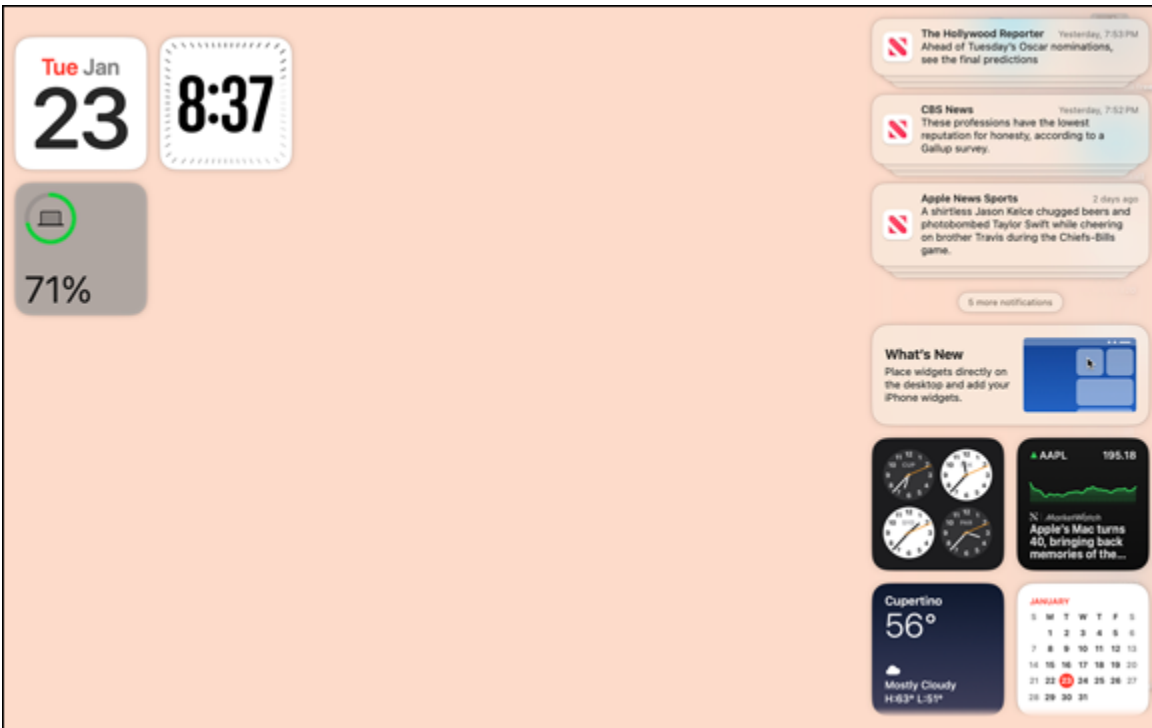 Tue Jan
23
8:37
71%
The Hollywood Reporter Yesterday, 7:53 PM
Ahead of Tuesday's Oscar nominations,
see the final predictions
CBS News Yesterday, 7:52 PM
These professions have the lowest
reputation for honesty, according to a
Gallup survey.
Apple News Sports 2 days ago
A shirtless Jason Kelce chugged beers and
photobombed Taylor Swift while cheering
on brother Travis during the Chiefs-Bills
game.
5 more notifications
What's New
Place widgets directly on
the desktop and add your
iPhone widgets.
CUP
AAPL 195.18
MarketWatch
Apple's Mac turns
40, bringing back
memories of the...
Cupertino
56°
Mostly Cloudy
H:63° L:51°
JANUARY
S M T W T F S
1 2 3 4 5 6
7 8 9 10 11 12 13
14 15 16 17 18 19 20
21 22 23 24 25 26 27
28 29 30 31